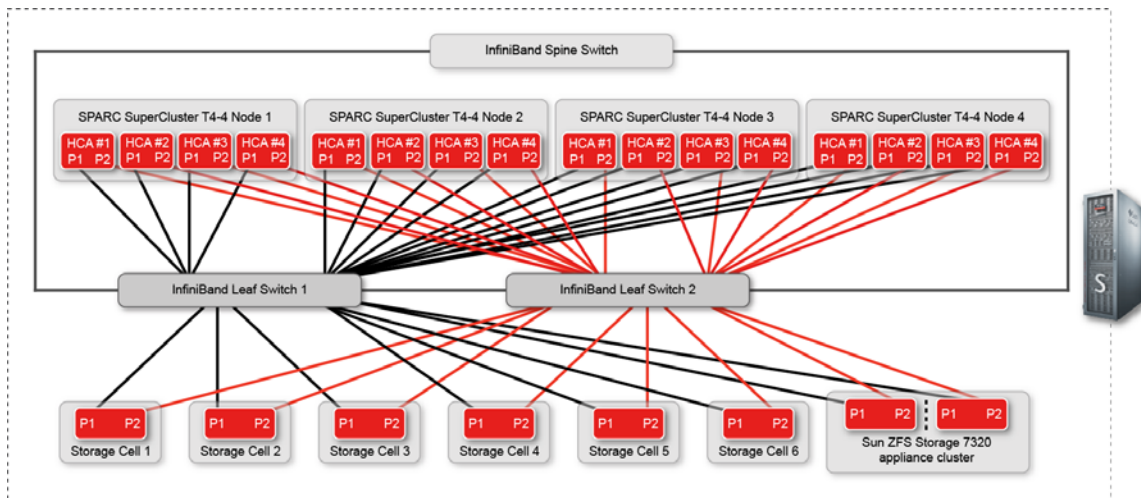 InfiniBand Spine Switch
SPARC SuperCluster T4-4 Node 1
HCA #1 HCA #2 HCA #3 HCA #4
P1 P2 P1 P2 P1 P2 P1 P2
SPARC SuperCluster T4-4 Node 2
HCA #1 HCA #2 HCA #3 HCA #4
P1 P2 P1 P2 P1 P2 P1 P2
SPARC SuperCluster T4-4 Node 3
HCA #1 HCA #2 HCA #3 HCA #4
P1 P2 P1 P2 P1 P2 P1 P2
SPARC SuperCluster T4-4 Node 4
HCA #1 HCA #2 HCA #3 HCA #4
P1 P2 P1 P2 P1 P2 P1 P2
S
InfiniBand Leaf Switch 1
InfiniBand Leaf Switch 2
P1 P2
Storage Cell 1
P1 P2
Storage Cell 2
P1 P2
Storage Cell 3
P1 P2
Storage Cell 4
P1 P2
Storage Cell 5
P1 P2
Storage Cell 6
P1 P2 P1 P2
Sun ZFS Storage 7320
appliance cluster